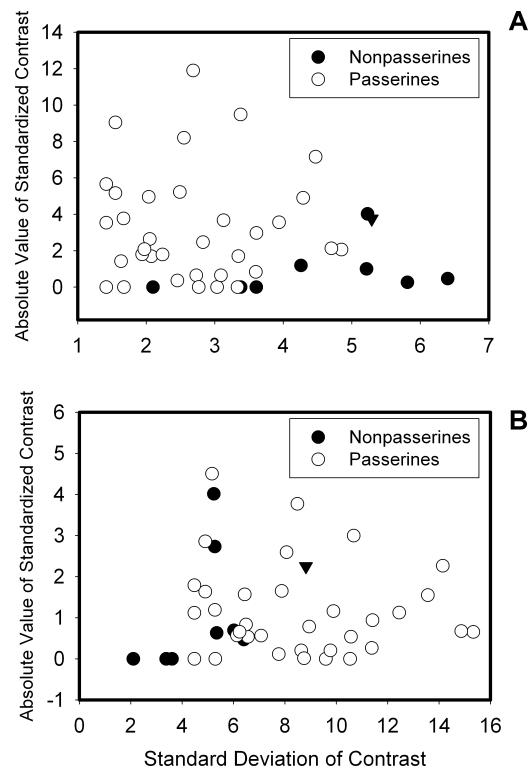 A
Absolute Value of Standardized Contrast
14
12
10
8
6
4
2
0
Nonpasserines
Passerines
1 2 3 4 5 6 7
B
Absolute Value of Standardized Contrast
6
5
4
3
2
1
0
-1
Nonpasserines
Passerines
0 2 4 6 8 10 12 14 16
Standard Deviation of Contrast